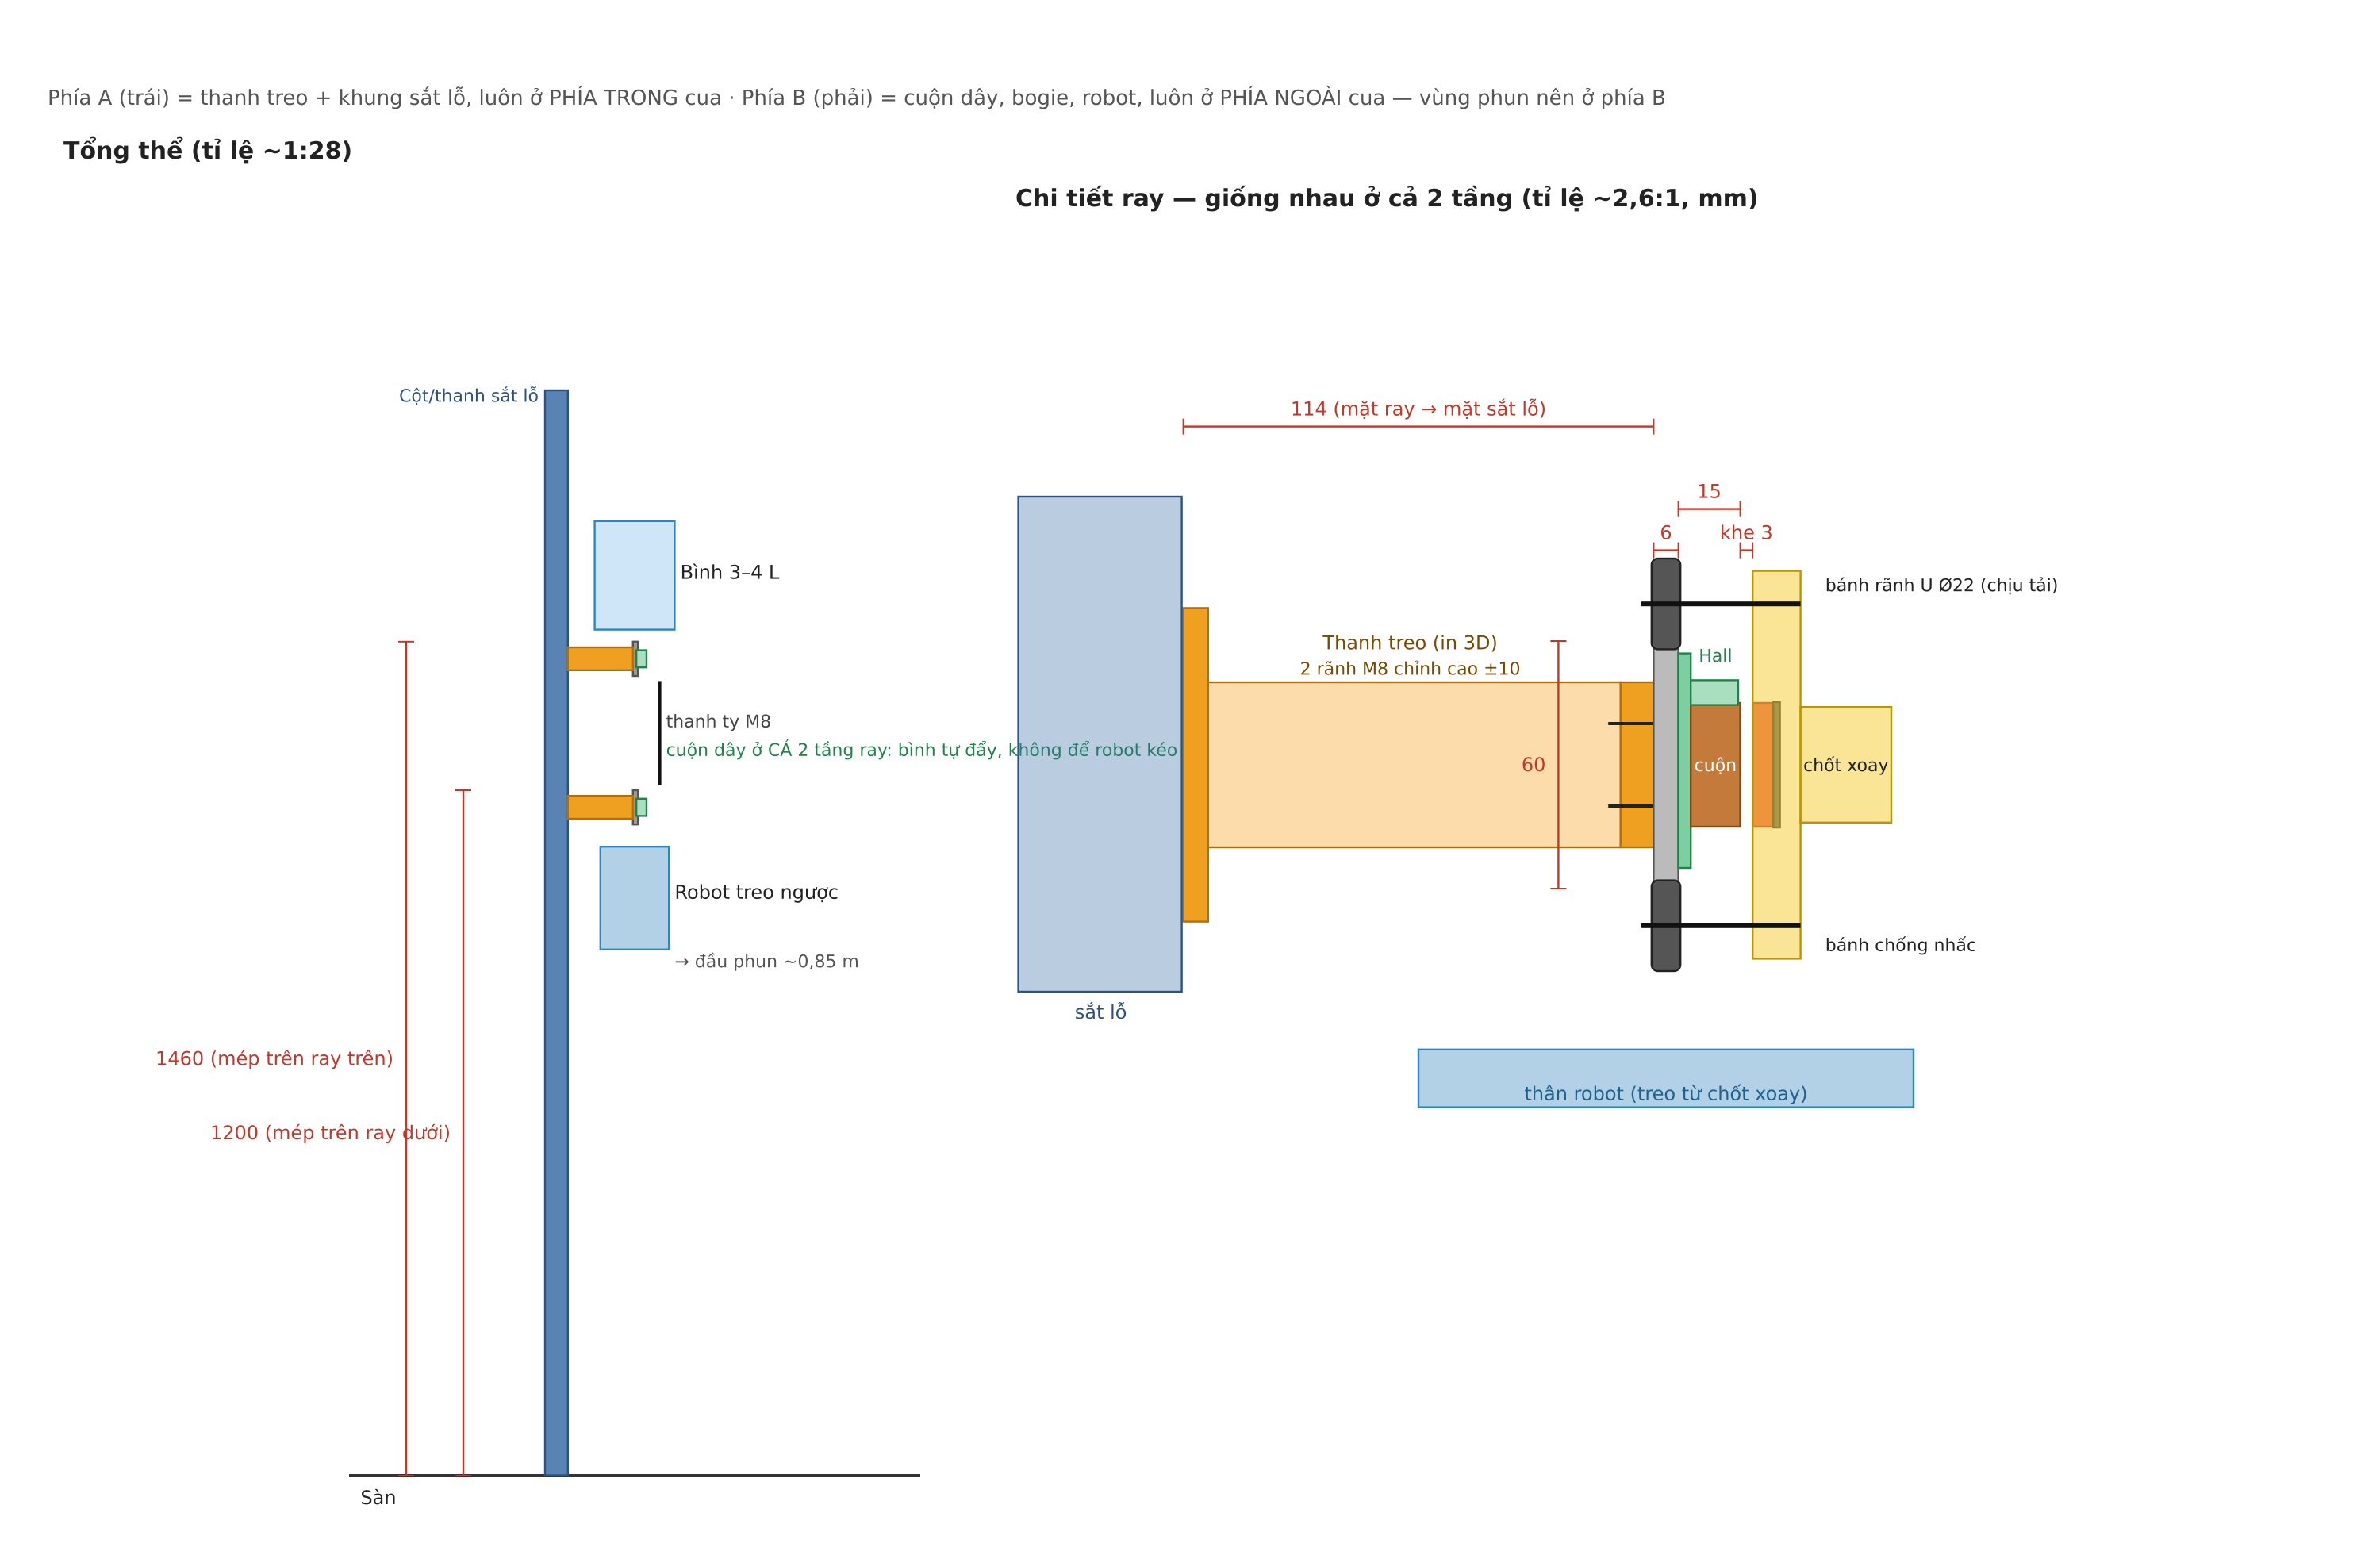 Phía A (trái) = thanh treo + khung sắt lỗ, luôn ở PHÍA TRONG cua · Phía B (phải) = cuộn dây, bogie, robot, luôn ở PHÍA NGOÀI cua — vùng phun nên ở phía B
Tổng thể (tỉ lệ ~1:28)
Chi tiết ray — giống nhau ở cả 2 tầng (tỉ lệ ~2,6:1, mm)
Cột/thanh sắt lỗ
Bình 3–4 L
thanh ty M8
cuộn dây ở CẢ 2 tầng ray: bình tự đẩy, không để robot kéo
Robot treo ngược
→ đầu phun ~0,85 m
1460 (mép trên ray trên)
1200 (mép trên ray dưới)
Sàn
114 (mặt ray → mặt sắt lỗ)
15
6
khe 3
bánh rãnh U Ø22 (chịu tải)
Thanh treo (in 3D)
2 rãnh M8 chỉnh cao ±10
Hall
60
cuộn
chốt xoay
bánh chống nhấc
sắt lỗ
thân robot (treo từ chốt xoay)